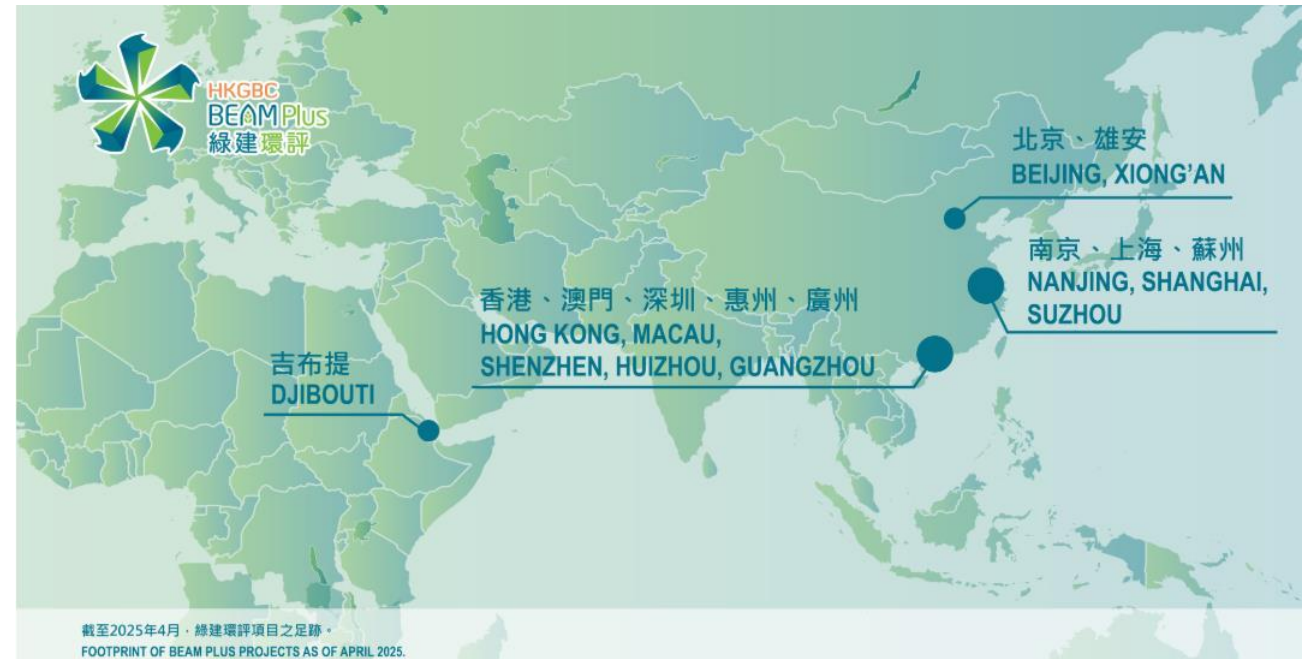 HKGBC
BEAM Plus
綠建環評
北京、雄安
BEIJING, XIONG'AN
南京、上海、蘇州
NANJING, SHANGHAI,
SUZHOU
香港、澳門、深圳、惠州、廣州
HONG KONG, MACAU,
SHENZHEN, HUIZHOU, GUANGZHOU
吉布提
DJIBOUTI
截至2025年4月，綠建環評項目之足跡。
FOOTPRINT OF BEAM PLUS PROJECTS AS OF APRIL 2025.